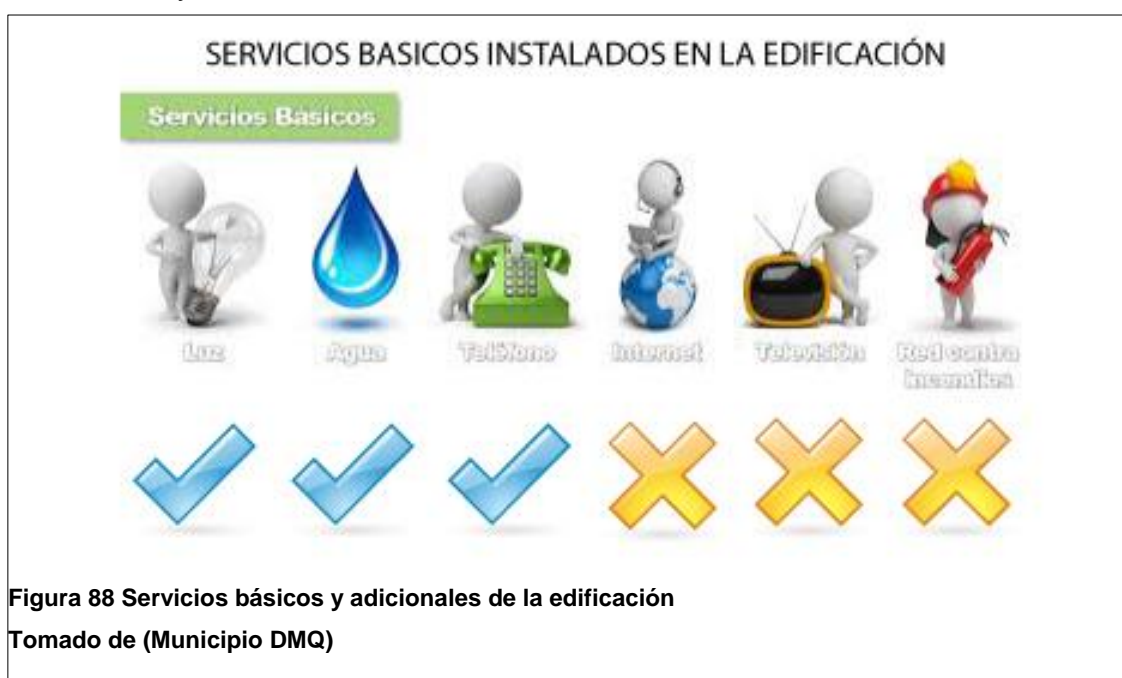 SERVICIOS BASICOS INSTALADOS EN LA EDIFICACIÓN
Servicios Básicos
Luz Agua Teléfono Internet Televisión Red contra
incendios
Figura 88 Servicios básicos y adicionales de la edificación
Tomado de (Municipio DMQ)